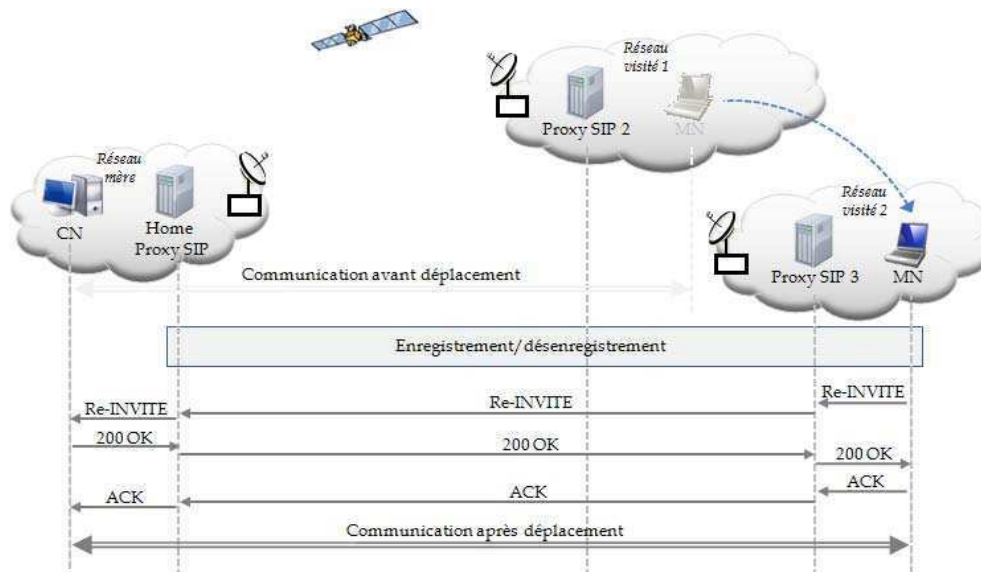 Réseau
visité 1
Proxy SIP 2
MN
Réseau
mère
CN
Home
Proxy SIP
Réseau
visité 2
Proxy SIP 3
MN
Communication avant déplacement
Enregistrement/désenregistrement
Re-INVITE
Re-INVITE
Re-INVITE
200 OK
200 OK
200 OK
ACK
ACK
ACK
Communication après déplacement